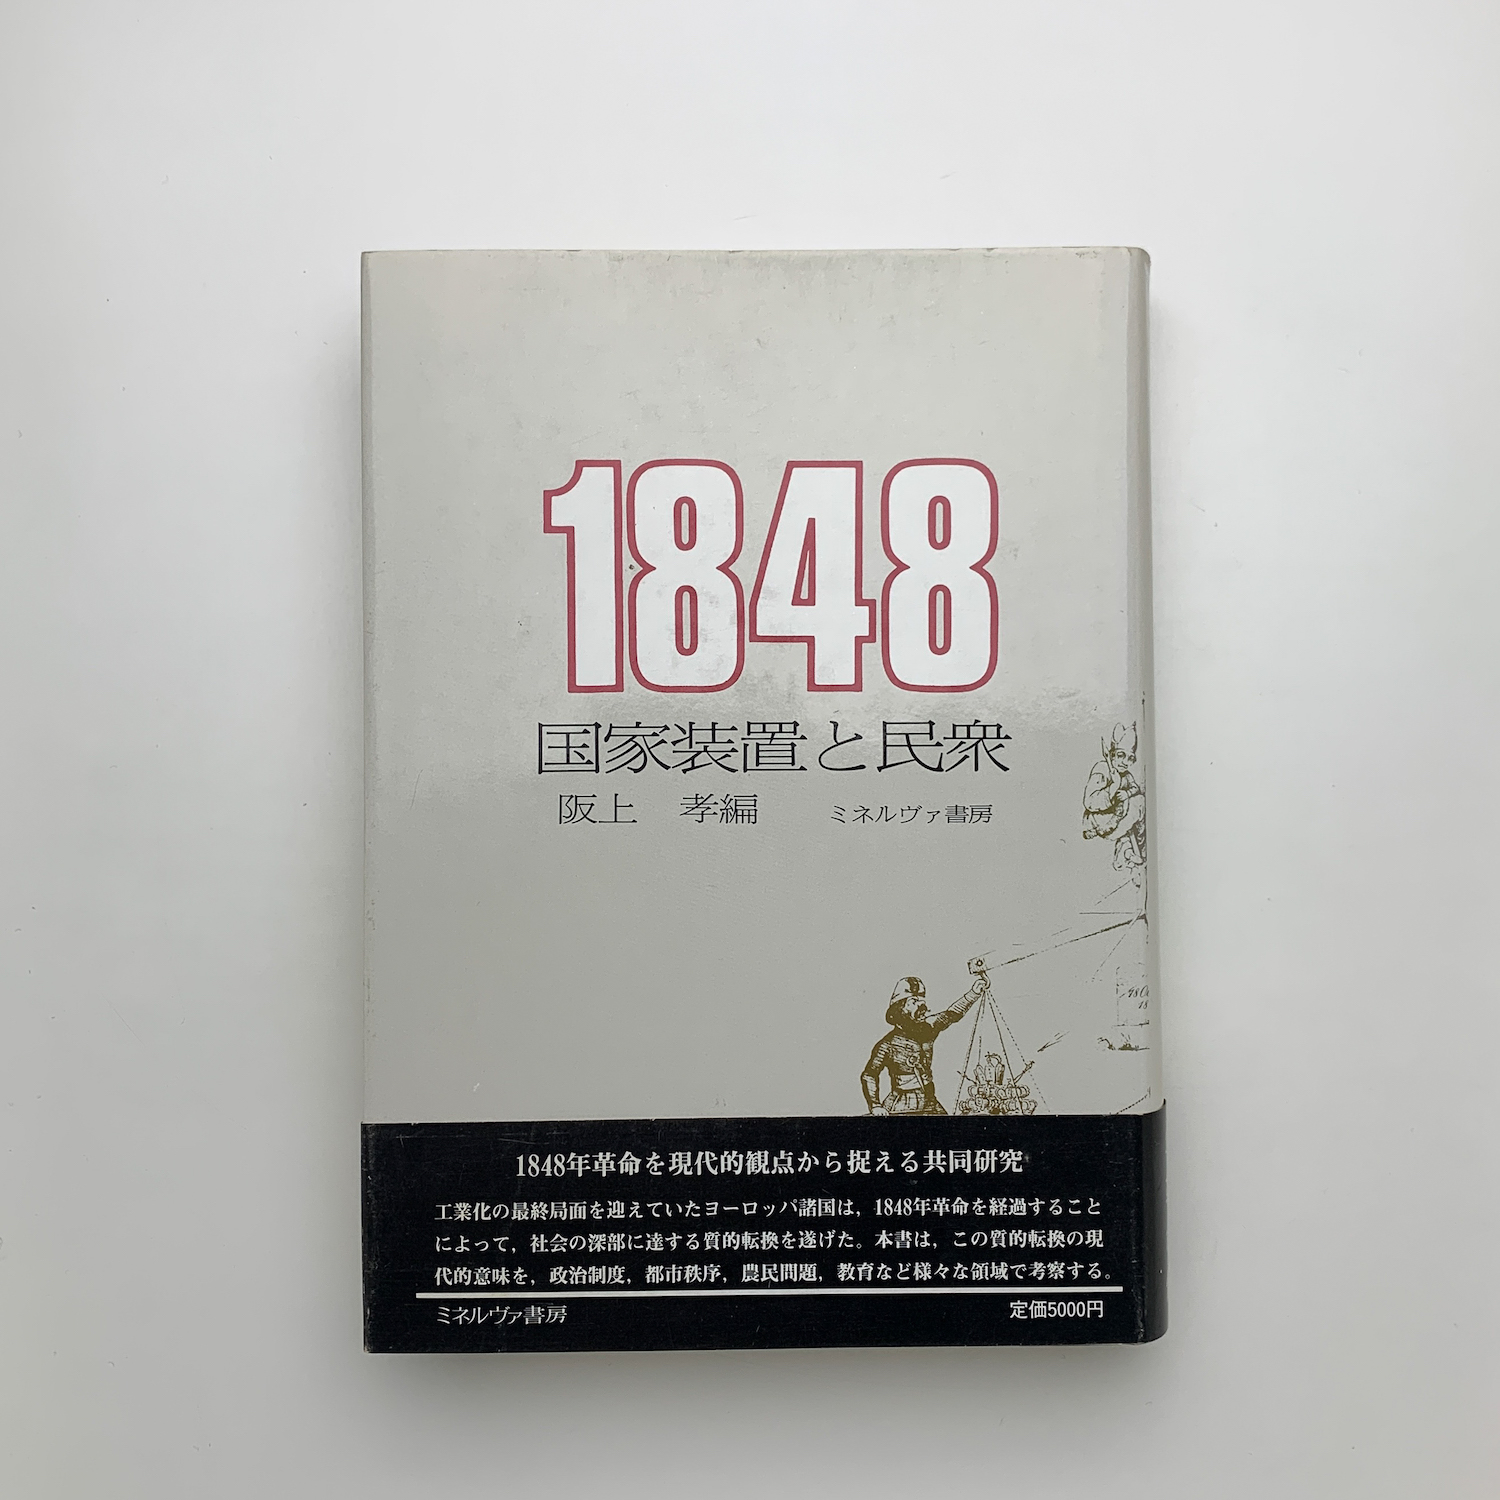 1848
国家装置と民衆
阪上 孝編 ミネルヴァ書房
48
18
1848年革命を現代的観点から捉える共同研究
工業化の最終局面を迎えていたヨーロッパ諸国は，1848年革命を経過すること
によって，社会の深部に達する質的転換を遂げた。本書は，この質的転換の現
代的意味を，政治制度，都市秩序，農民問題，教育など様々な領域で考察する。
ミネルヴァ書房 定価5000円